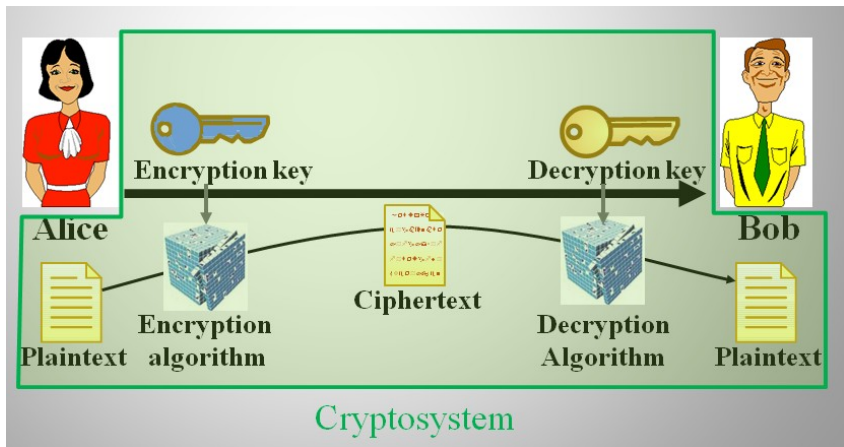 Encryption key
Decryption key
Alice
Bob
Ciphertext
Encryption
algorithm
Decryption
Algorithm
Plaintext
Plaintext
Cryptosystem